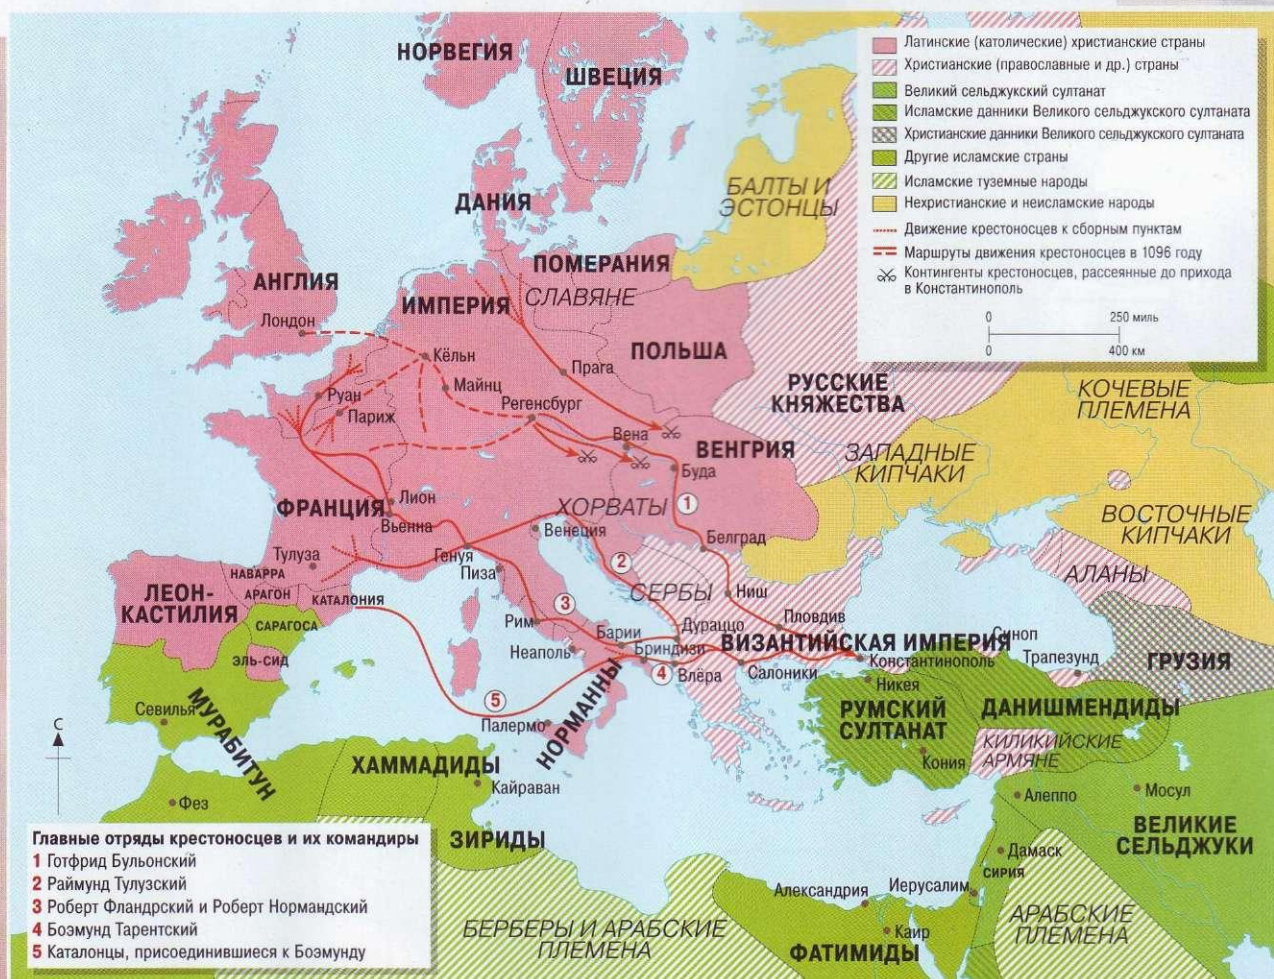 НОРВЕГИЯ
ШВЕЦИЯ
ДАНИЯ
БАЛТЫ И
ЭСТОНЦЫ
АНГЛИЯ
Лондон
ПОМЕРАНИЯ
СЛАВЯНЕ
ИМПЕРИЯ
ПОЛЬША
Кёльн
Прага
Майнц
Руан
Париж
Регенсбург
РУССКИЕ
КНЯЖЕСТВА
КОЧЕВЫЕ
ПЛЕМЕНА
Вена
ВЕНГРИЯ
Буда
ЗАПАДНЫЕ
КИПЧАКИ
ВОСТОЧНЫЕ
КИПЧАКИ
АЛАНЫ
ФРАНЦИЯ
Лион
Вьенна
ХОРВАТЫ
1
Венеция
Белград
Тулуза
Генуя
Пиза
2
СЕРБЫ
Ниш
НАВАРРА
АРАГОН
КАТАЛОНИЯ
ЛЕОН-
КАСТИЛИЯ
САРАГОСА
ЭЛЬ-СИД
3
Рим
Неаполь
Барии
Бриндизи
Дураццо
Пловдив
ВИЗАНТИЙСКАЯ ИМПЕРИЯ
4
Влёра
Салоники
Константинополь
Никея
Синоп
Трапезунд
ГРУЗИЯ
РУМСКИЙ
СУЛТАНАТ
ДАНИШМЕНДИДЫ
КИЛИКИЙСКИЕ
АРМЯНЕ
Кония
Севилья
МУРАБИТУН
5
Палермо
НОРМАННЫ
ХАММАДИДЫ
Кайраван
ЗИРИДЫ
Фез
С
Алеппо
Мосул
ВЕЛИКИЕ
СЕЛЬДЖУКИ
Дамаск
СИРИЯ
Александрия
Иерусалим
Каир
ФАТИМИДЫ
БЕРБЕРЫ И АРАБСКИЕ
ПЛЕМЕНА
АРАБСКИЕ
ПЛЕМЕНА
Латинские (католические) христианские страны
Христианские (православные и др.) страны
Великий сельджукский султанат
Исламские данники Великого сельджукского султаната
Христианские данники Великого сельджукского султаната
Другие исламские страны
Исламские туземные народы
Нехристианские и неисламские народы
Движение крестоносцев к сборным пунктам
Маршруты движения крестоносцев в 1096 году
Контингенты крестоносцев, рассеянные до прихода
в Константинополь
0 250 миль
0 400 км
Главные отряды крестоносцев и их командиры
1 Готфрид Бульонский
2 Раймунд Тулузский
3 Роберт Фландрский и Роберт Нормандский
4 Боэмунд Тарентский
5 Каталонцы, присоединившиеся к Боэмунду